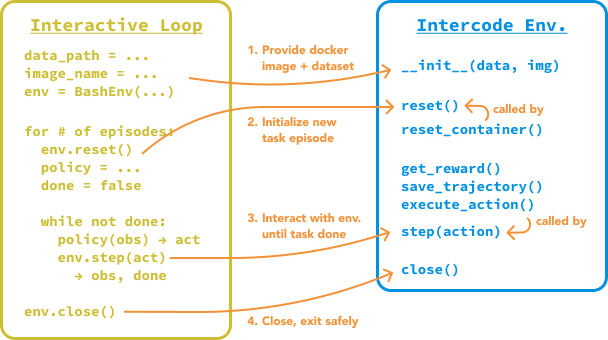 Interactive Loop
data_path = ...
image_name = ...
env = BashEnv(...)
for # of episodes:
env.reset()
policy = ...
done = false
while not done:
policy(obs) → act
env.step(act)
→ obs, done
env.close()
1. Provide docker
image + dataset
2. Initialize new
task episode
3. Interact with env.
until task done
4. Close, exit safely
Intercode Env.
__init__(data, img)
reset()
called by
reset_container()
get_reward()
save_trajectory()
execute_action()
called by
step(action)
close()